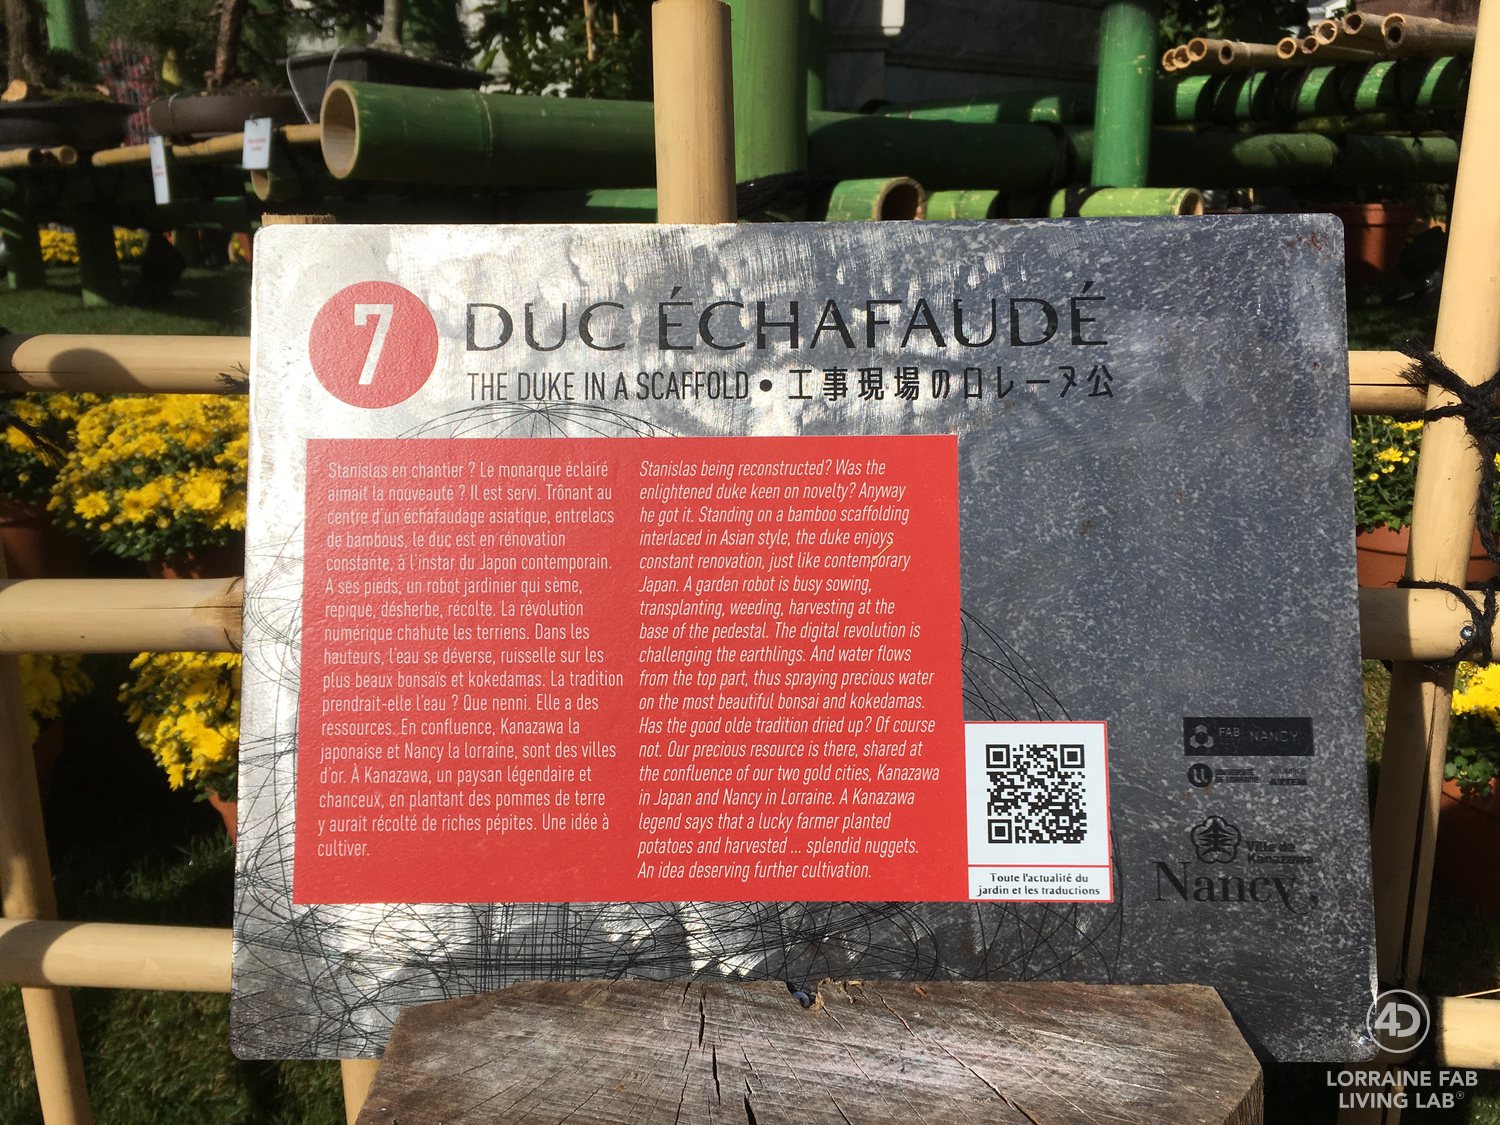 7
DUC ÉCHAFAUDÉ
THE DUKE IN A SCAFFOLD • 工事現場のロレーヌ公
Stanislas en chantier ? Le monarque éclairé
aimait la nouveauté ? Il est servi. Trônant au
centre d'un échafaudage asiatique, entrelacs
de bambous, le duc est en rénovation
constante, à l'instar du Japon contemporain.
A ses pieds, un robot jardinier qui sème,
repique, désherbe, récolte. La révolution
numérique chahute les terriens. Dans les
hauteurs, l'eau se déverse, ruisselle sur les
plus beaux bonsaïs et kokedamas. La tradition
prendrait-elle l'eau ? Que nenni. Elle a des
ressources. En confluence, Kanazawa la
japonaise et Nancy la lorraine, sont des villes
d'or. À Kanazawa, un paysan légendaire et
chanceux, en plantant des pommes de terre
y aurait récolté de riches pépites. Une idée à
cultiver.
Stanislas being reconstructed? Was the
enlightened duke keen on novelty? Anyway
he got it. Standing on a bamboo scaffolding
interlaced in Asian style, the duke enjoys
constant renovation, just like contemporary
Japan. A garden robot is busy sowing,
transplanting, weeding, harvesting at the
base of the pedestal. The digital revolution is
challenging the earthlings. And water flows
from the top part, thus spraying precious water
on the most beautiful bonsai and kokedamas.
Has the good olde tradition dried up? Of course
not. Our precious resource is there, shared at
the confluence of our two gold cities, Kanazawa
in Japan and Nancy in Lorraine. A Kanazawa
legend says that a lucky farmer planted
potatoes and harvested ... splendid nuggets.
An idea deserving further cultivation.
Toute l'actualité du
jardin et les traductions
FAB
NANCY
UNIVERSITÉ
DE LORRAINE
ARTEM
Ville de
Kanazawa
Nancy
4D
LORRAINE FAB
LIVING LAB®